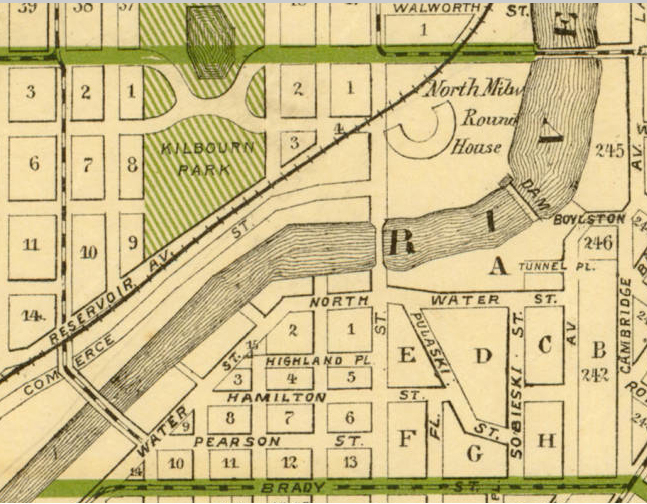 39
38
37
WALWORTH
ST.
1
E
3
2
1
2
1
North Milw
Round
House
3
4
KILBOURN
PARK
V
245
AV.
6
7
8
DAM
11
10
9
RESERVOIR AV.
ST.
R
I
A
BOYLSTON
246
TUNNEL PL.
14
COMMERCE
NORTH WATER ST.
ST.
PULASKI
SOBIESKI ST.
AV
CAMBRIDGE
15
2
1
E
D
C
B
242
HIGHLAND PL.
ST.
3
4
5
HAMILTON ST.
WATER
9
8
7
6
F
FL.
ST.
G
H
PEARSON ST.
14
10
11
12
13
BRADY ST.